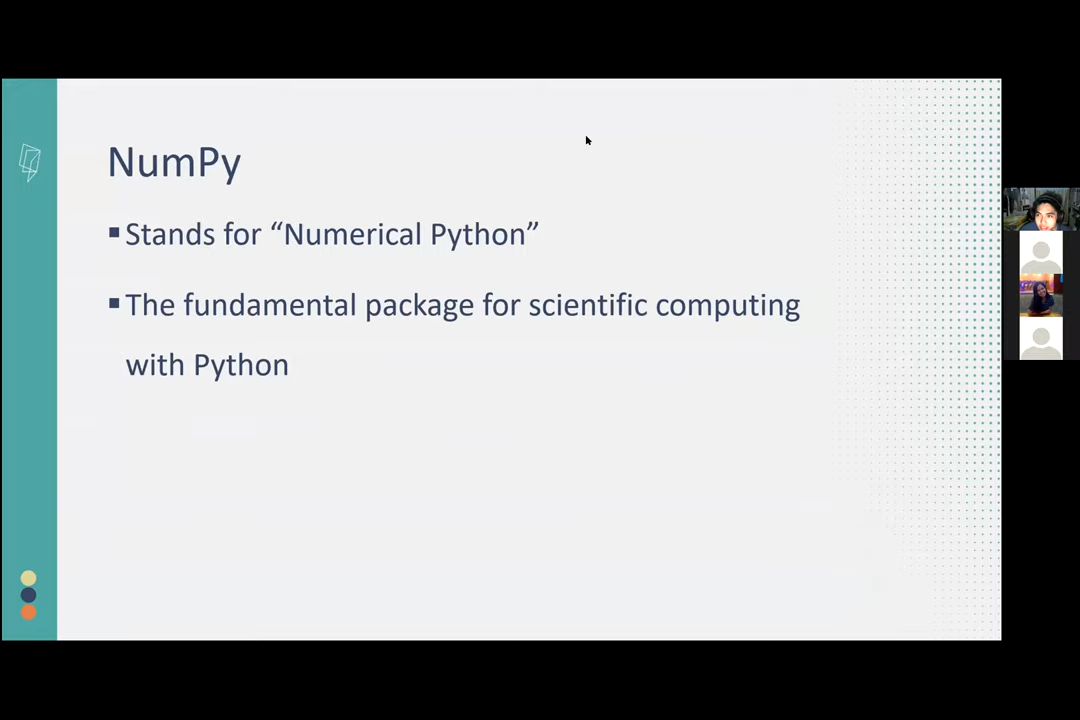 NumPy
▪Stands for “Numerical Python”
▪The fundamental package for scientific computing
with Python